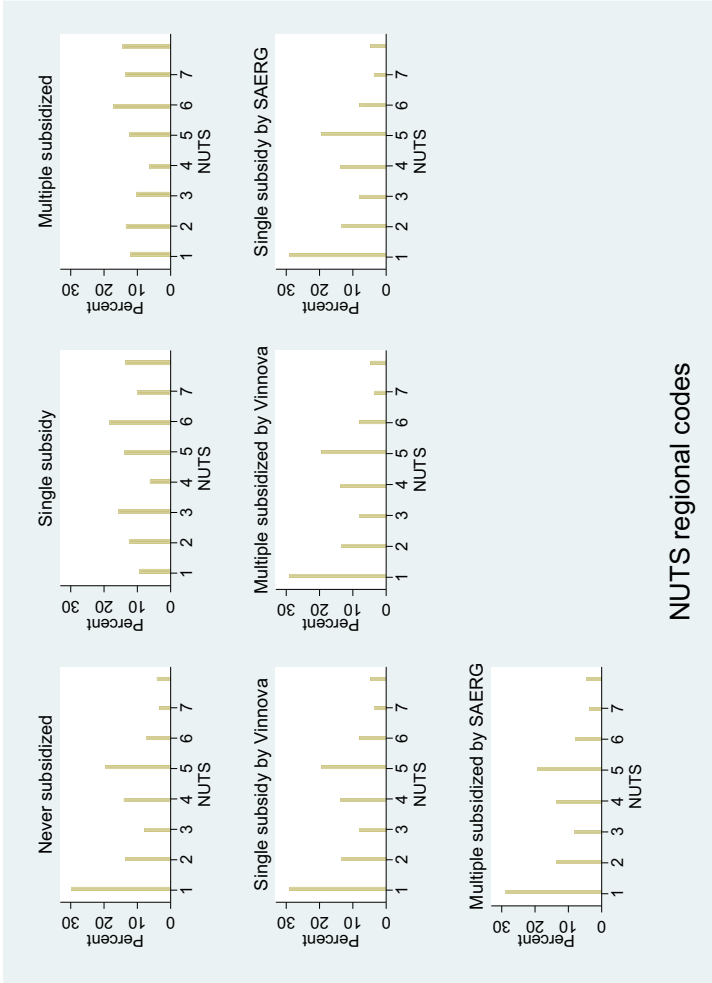 Never subsidized
Percent
30
20
10
0
1 2 3 4 5 6 7
NUTS
Single subsidy
Percent
30
20
10
0
1 2 3 4 5 6 7
NUTS
Multiple subsidized
Percent
30
20
10
0
1 2 3 4 5 6 7
NUTS
Single subsidy by Vinnova
Percent
30
20
10
0
1 2 3 4 5 6 7
NUTS
Multiple subsidized by Vinnova
Percent
30
20
10
0
1 2 3 4 5 6 7
NUTS
Single subsidy by SAERG
Percent
30
20
10
0
1 2 3 4 5 6 7
NUTS
Multiple subsidized by SAERG
Percent
30
20
10
0
1 2 3 4 5 6 7
NUTS
NUTS regional codes